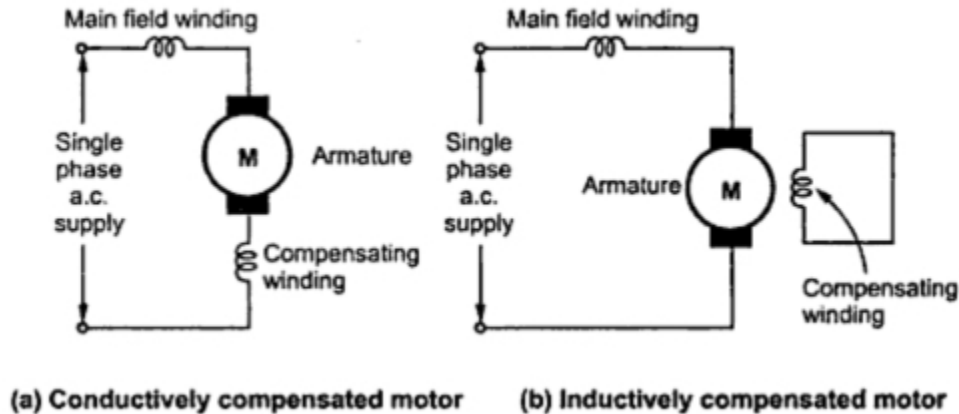 Main field winding
Single
phase
a.c.
supply
M
Armature
Compensating
winding
(a) Conductively compensated motor
Main field winding
Single
phase
a.c.
supply
Armature
M
Compensating
winding
(b) Inductively compensated motor